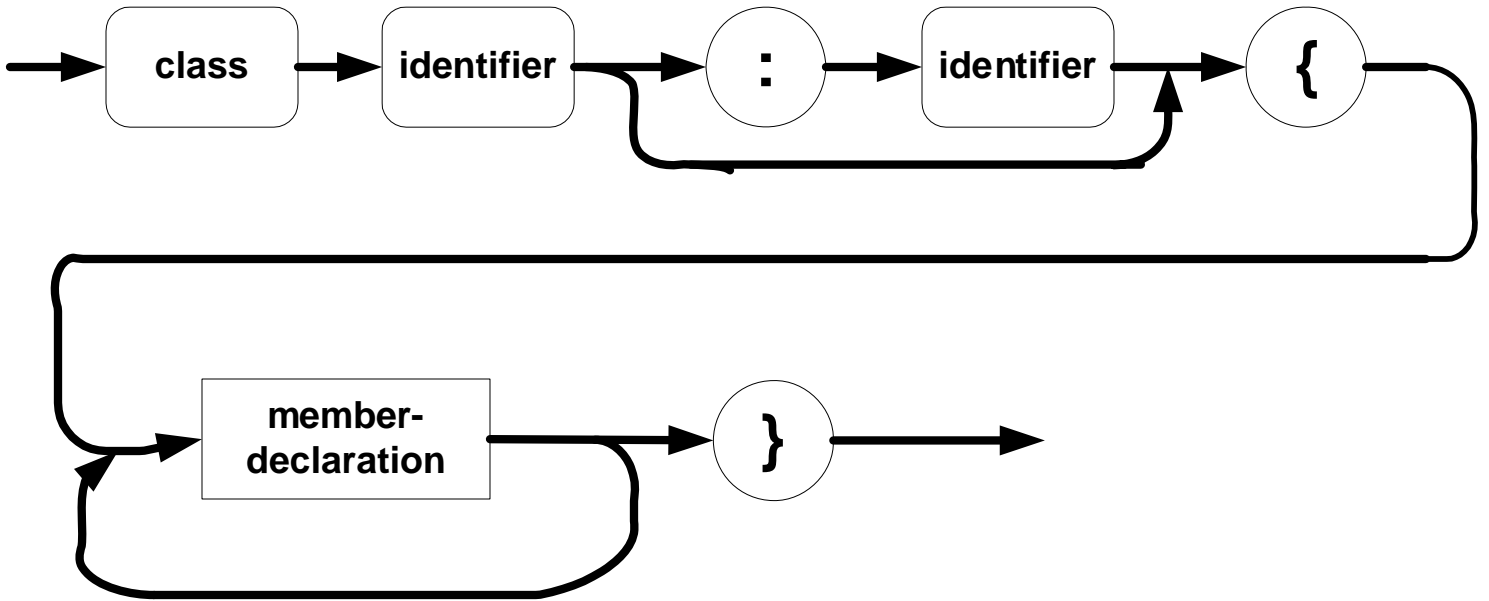 class
identifier
:
identifier
{
member-
declaration
}